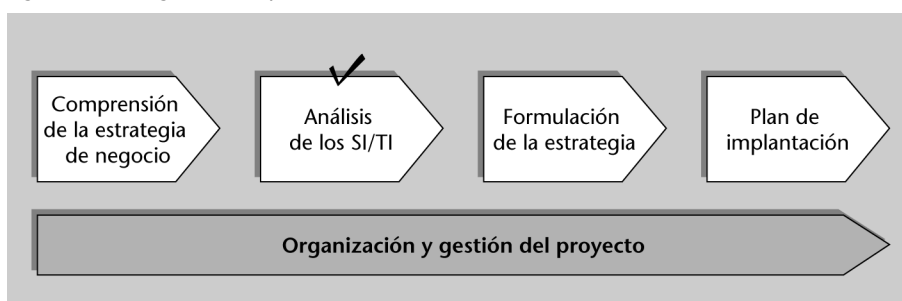 Comprensión
de la estrategia
de negocio
Análisis
de los SI/TI
Formulación
de la estrategia
Plan de
implantación
Organización y gestión del proyecto